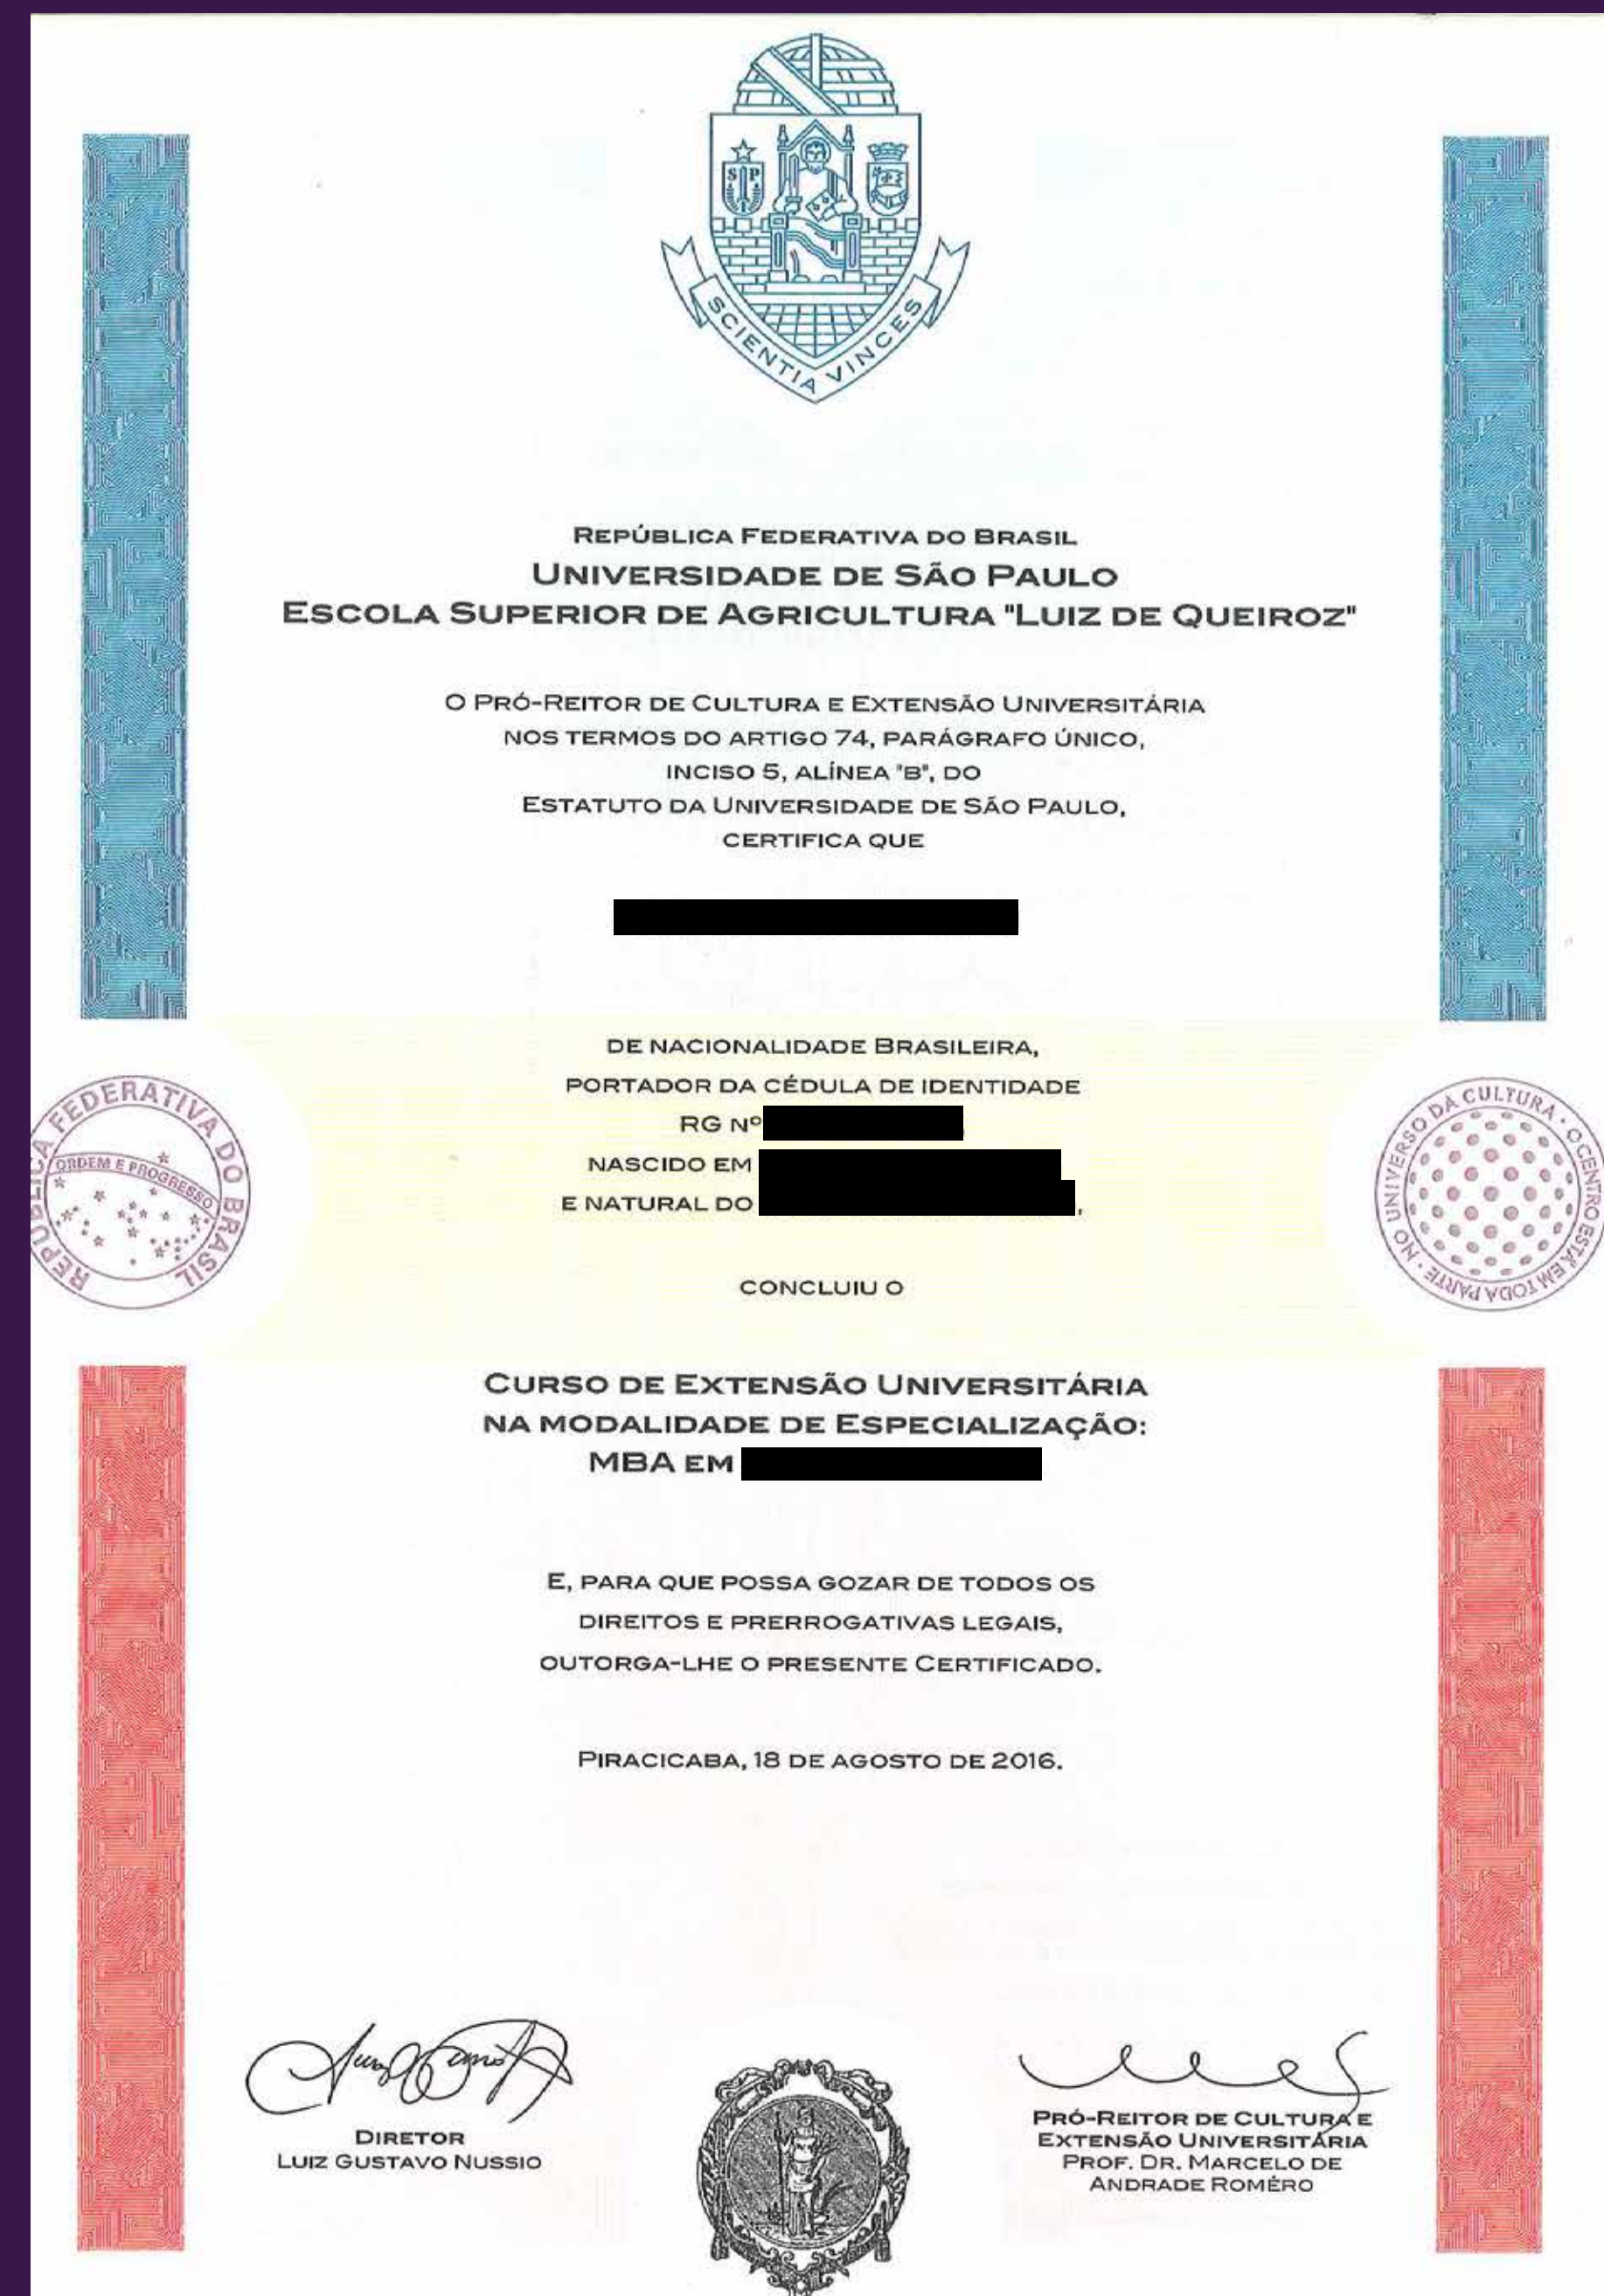 SP
SCIENTIA VINCES
REPÚBLICA FEDERATIVA DO BRASIL
UNIVERSIDADE DE SÃO PAULO
ESCOLA SUPERIOR DE AGRICULTURA "LUIZ DE QUEIROZ"
O PRÓ-REITOR DE CULTURA E EXTENSÃO UNIVERSITÁRIA
NOS TERMOS DO ARTIGO 74, PARÁGRAFO ÚNICO,
INCISO 5, ALÍNEA "B", DO
ESTATUTO DA UNIVERSIDADE DE SÃO PAULO,
CERTIFICA QUE
DE NACIONALIDADE BRASILEIRA,
PORTADOR DA CÉDULA DE IDENTIDADE
RG Nº
NASCIDO EM
E NATURAL DO ,
REPÚBLICA FEDERATIVA DO BRASIL
ORDEM E PROGRESSO
NO UNIVERSO DA CULTURA · O CENTRO ESTÁ EM TODA PARTE ·
CONCLUIU O
CURSO DE EXTENSÃO UNIVERSITÁRIA
NA MODALIDADE DE ESPECIALIZAÇÃO:
MBA EM
E, PARA QUE POSSA GOZAR DE TODOS OS
DIREITOS E PRERROGATIVAS LEGAIS,
OUTORGA-LHE O PRESENTE CERTIFICADO.
PIRACICABA, 18 DE AGOSTO DE 2016.
DIRETOR
LUIZ GUSTAVO NUSSIO
PRÓ-REITOR DE CULTURA E
EXTENSÃO UNIVERSITÁRIA
PROF. DR. MARCELO DE
ANDRADE ROMÉRO